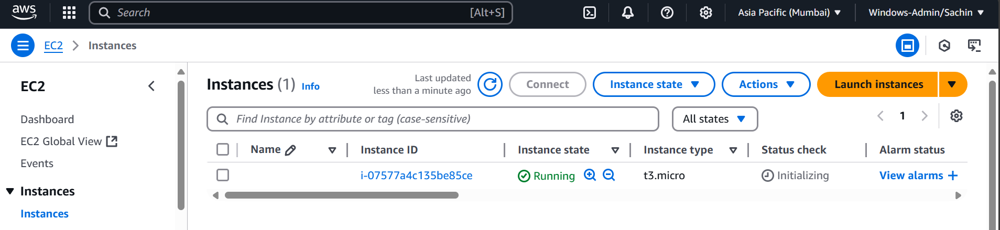 aws Search [Alt+S] Asia Pacific (Mumbai) Windows-Admin/Sachin
EC2 Instances
EC2
Dashboard
EC2 Global View
Events
Instances
Instances
Instances (1) Info
Last updated
less than a minute ago
Connect Instance state Actions Launch instances
Find Instance by attribute or tag (case-sensitive) All states 1
Name Instance ID Instance state Instance type Status check Alarm status
i-07577a4c135be85ce Running t3.micro Initializing View alarms +